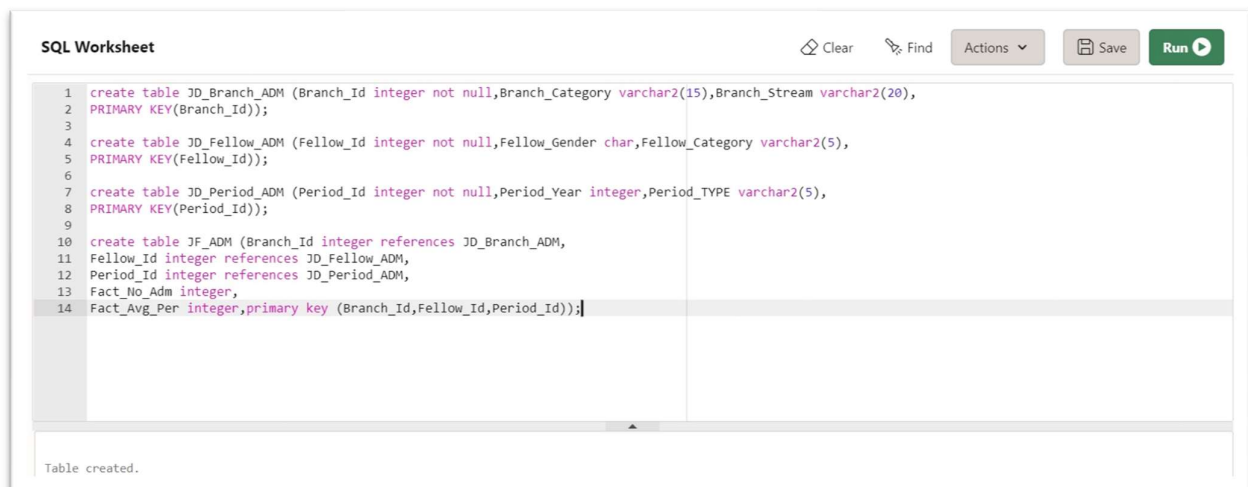 SQL Worksheet
Clear
Find
Actions
Save
Run
1 create table JD_Branch_ADM (Branch_Id integer not null,Branch_Category varchar2(15),Branch_Stream varchar2(20),
2 PRIMARY KEY(Branch_Id));
3
4 create table JD_Fellow_ADM (Fellow_Id integer not null,Fellow_Gender char,Fellow_Category varchar2(5),
5 PRIMARY KEY(Fellow_Id));
6
7 create table JD_Period_ADM (Period_Id integer not null,Period_Year integer,Period_TYPE varchar2(5),
8 PRIMARY KEY(Period_Id));
9
10 create table JF_ADM (Branch_Id integer references JD_Branch_ADM,
11 Fellow_Id integer references JD_Fellow_ADM,
12 Period_Id integer references JD_Period_ADM,
13 Fact_No_Adm integer,
14 Fact_Avg_Per integer,primary key (Branch_Id,Fellow_Id,Period_Id));
Table created.